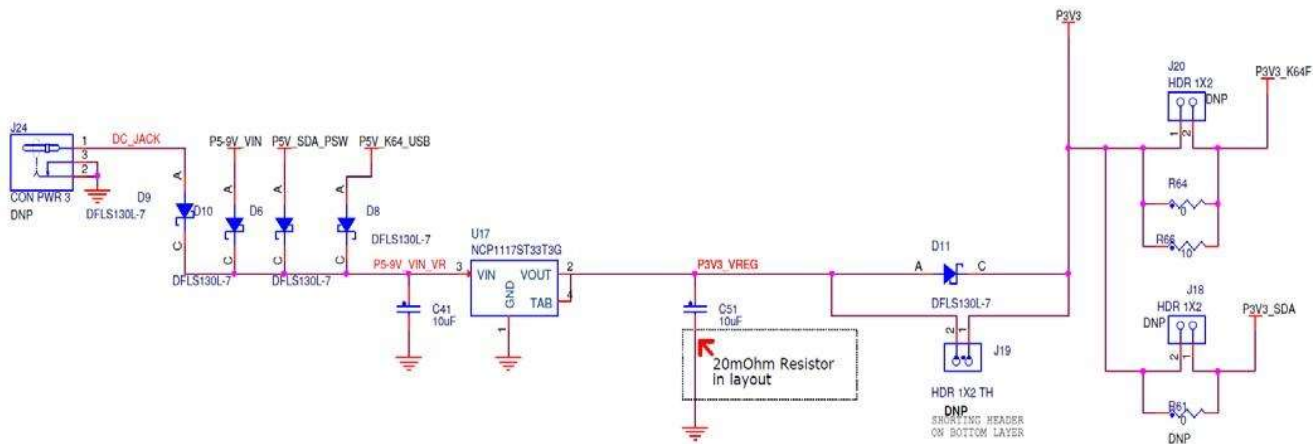 P3V3
J20
HDR 1X2
DNP
P3V3_K64F
1
2
J24
1
DC_JACK
3
2
CON PWR 3
DNP
P5-9V_VIN
P5V_SDA_PSW
P5V_K64_USB
A
A
A
A
D9
DFLS130L-7
D10
D6
D8
DFLS130L-7
C
C
C
C
DFLS130L-7
DFLS130L-7
P5-9V_VIN_VR
U17
NCP1117ST33T3G
3
VIN
VOUT
2
GND
TAB
4
1
C41
10uF
P3V3_VREG
C51
10uF
20mOhm Resistor
in layout
D11
A
C
DFLS130L-7
2
1
J19
HDR 1X2 TH
DNP
SHORTING HEADER
ON BOTTOM LAYER
R64
0
R66
10
J18
HDR 1X2
DNP
P3V3_SDA
2
1
R61
0
DNP